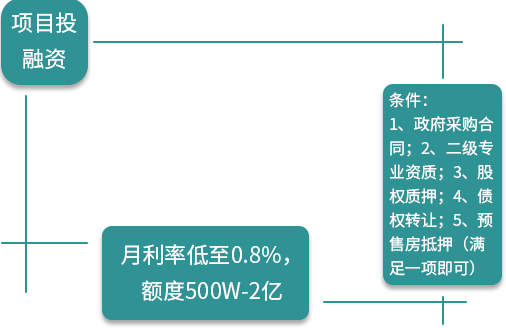 项目投
融资
条件：
1、政府采购合
同；2、二级专
业资质；3、股
权质押；4、债
权转让；5、预
售房抵押（满
足一项即可）
月利率低至0.8%，
额度500W-2亿